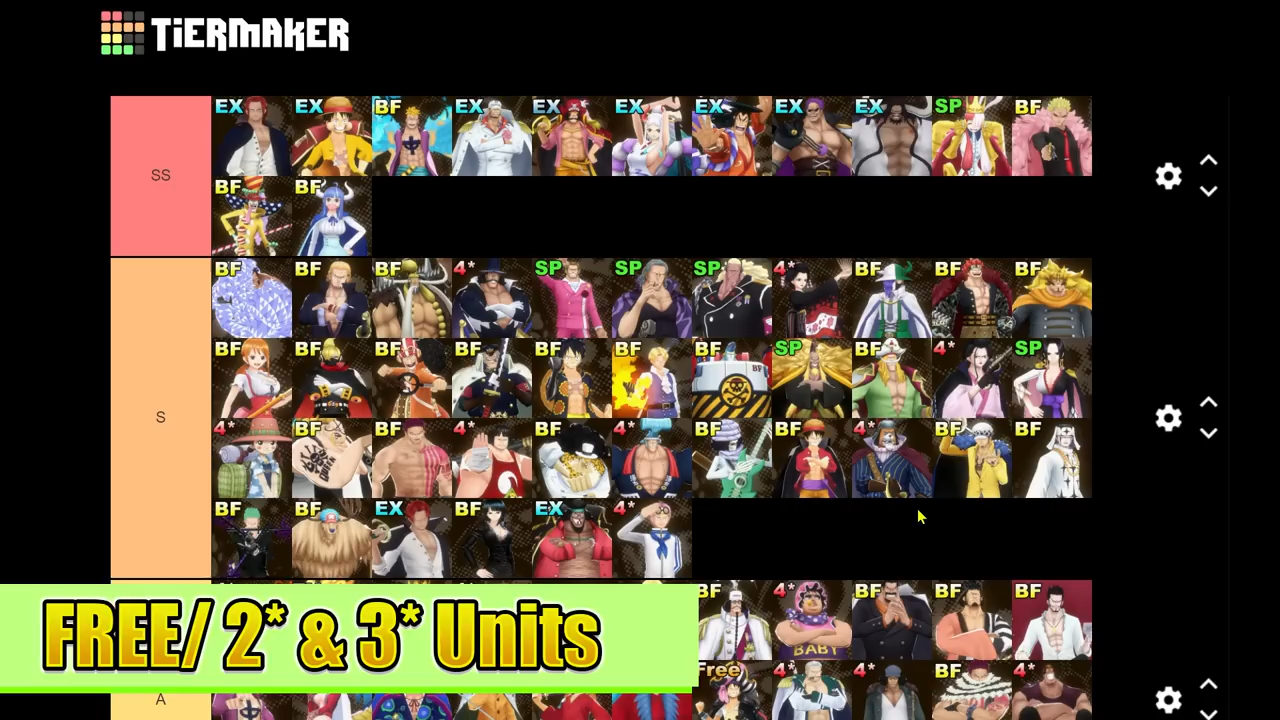 TiERMAKER
EX EX BF EX EX EX EX EX EX SP BF
SS
BF BF
BF BF BF 4* SP SP SP 4* BF BF BF
BF BF BF BF BF BF BF SP BF 4* SP
S
4* BF BF 4* BF 4* BF BF 4* BF BF
BF BF EX BF EX 4*
BF 4* BF BF BF
BABY
FREE/ 2* & 3* Units
Free 4* 4* BF 4*
A